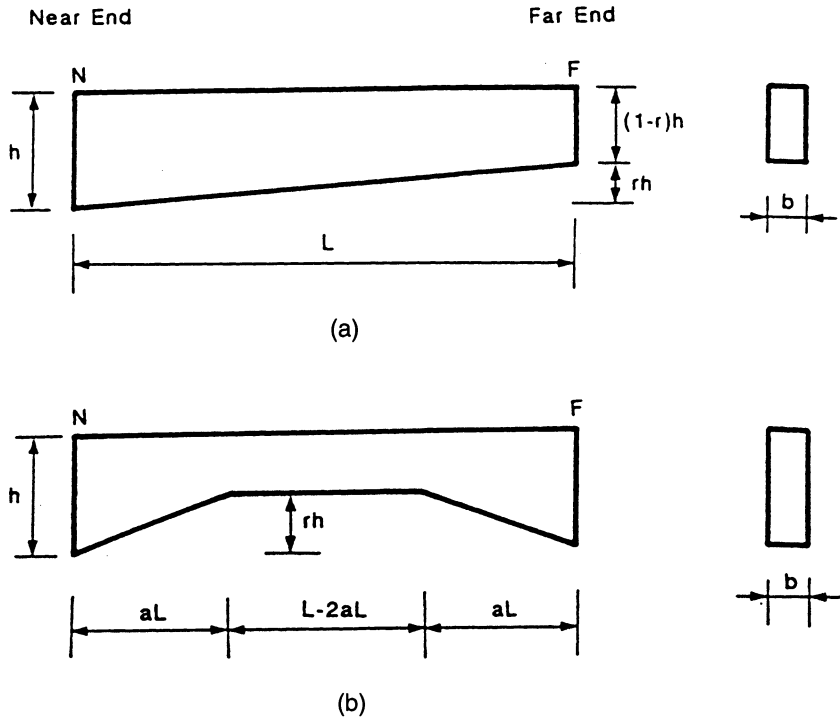 Near End Far End
N F
h (1-r)h
rh b
L
(a)
N F
h rh
b
aL L-2aL aL
(b)